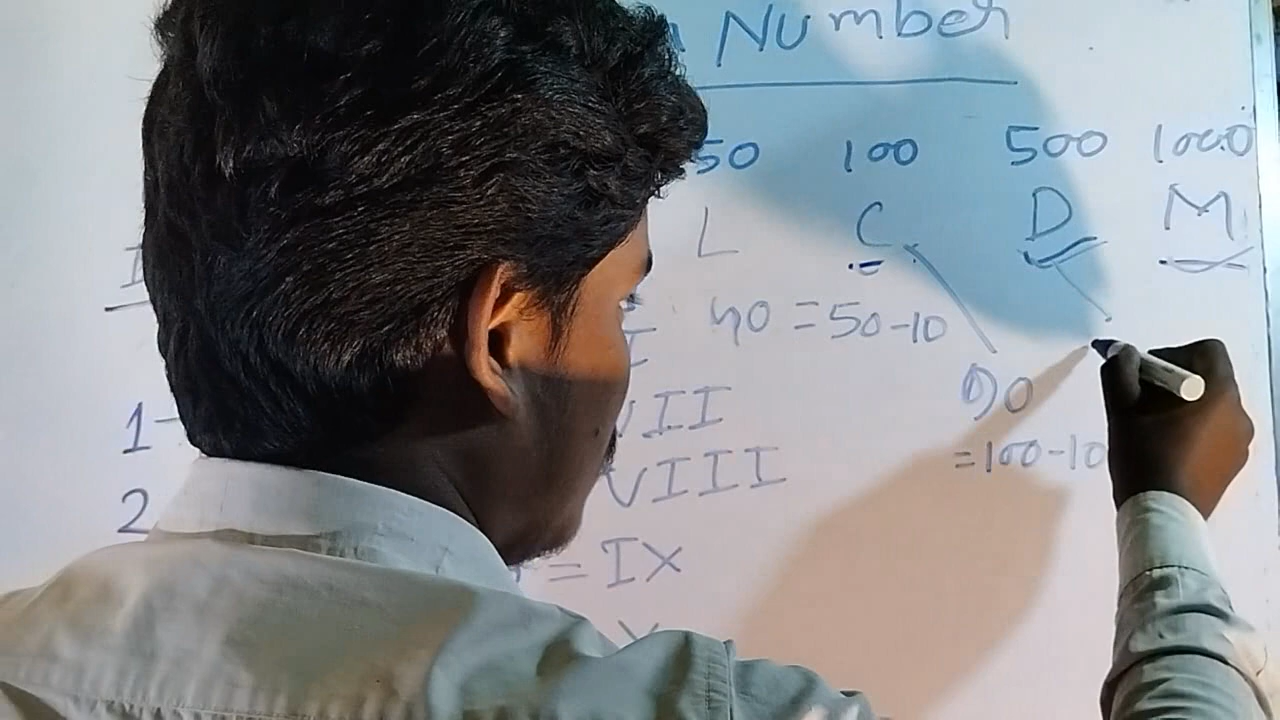 Number
50 100 500 1000
I L C D M
I 40 = 50-10
1- VII 90
2 VIII = 100-10
= IX
X